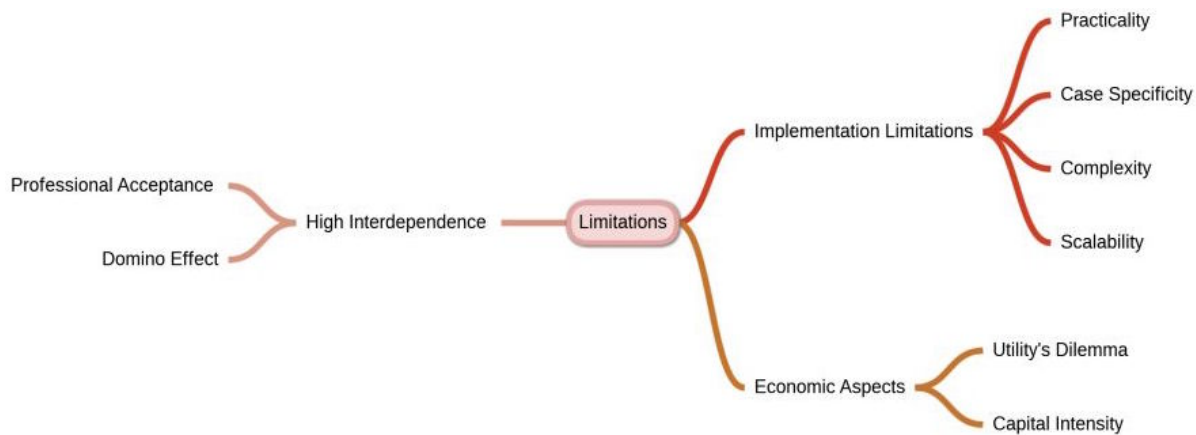 Practicality
Case Specificity
Implementation Limitations
Complexity
Professional Acceptance
High Interdependence
Limitations
Scalability
Domino Effect
Utility's Dilemma
Economic Aspects
Capital Intensity